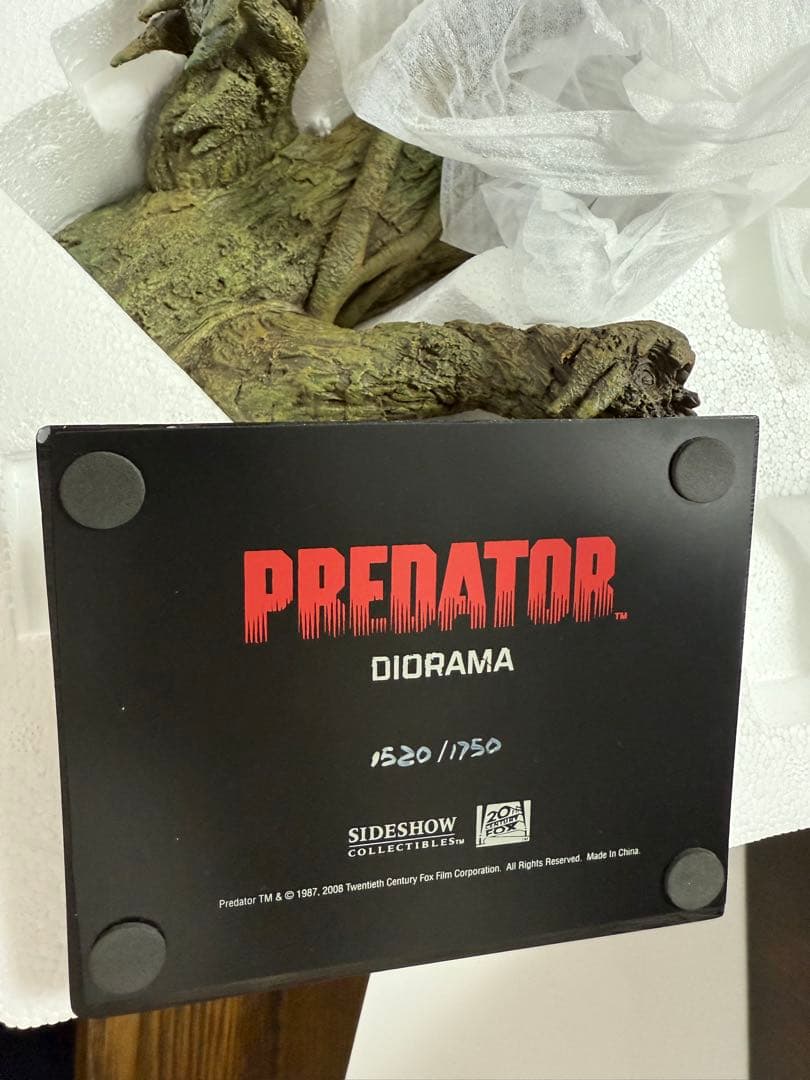 PREDATOR™
DIORAMA
1520/1750
SIDESHOW
COLLECTIBLES™
20TH
CENTURY
FOX
Predator TM & © 1987, 2008 Twentieth Century Fox Film Corporation. All Rights Reserved. Made In China.